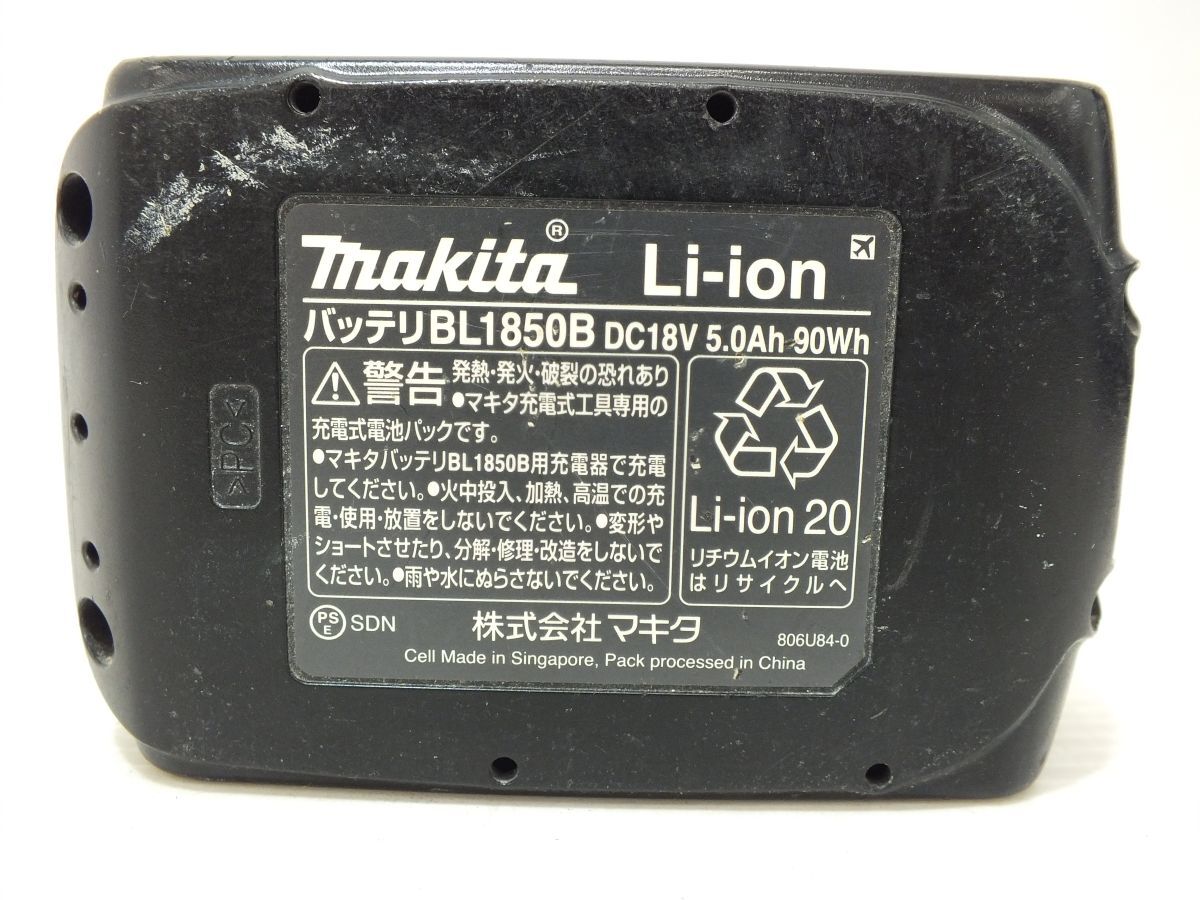 makita® Li-ion
バッテリBL1850B DC18V 5.0Ah 90Wh
警告 発熱・発火・破裂の恐れあり
●マキタ充電式工具専用の
充電式電池パックです。
●マキタバッテリBL1850B用充電器で充電
してください。●火中投入、加熱、高温での充
電・使用・放置をしないでください。●変形や
ショートさせたり、分解・修理・改造をしないで
ください。●雨や水にぬらさないでください。
Li-ion 20
リチウムイオン電池
はリサイクルへ
PSE SDN 株式会社マキタ 806U84-0
Cell Made in Singapore, Pack processed in China
>PC<